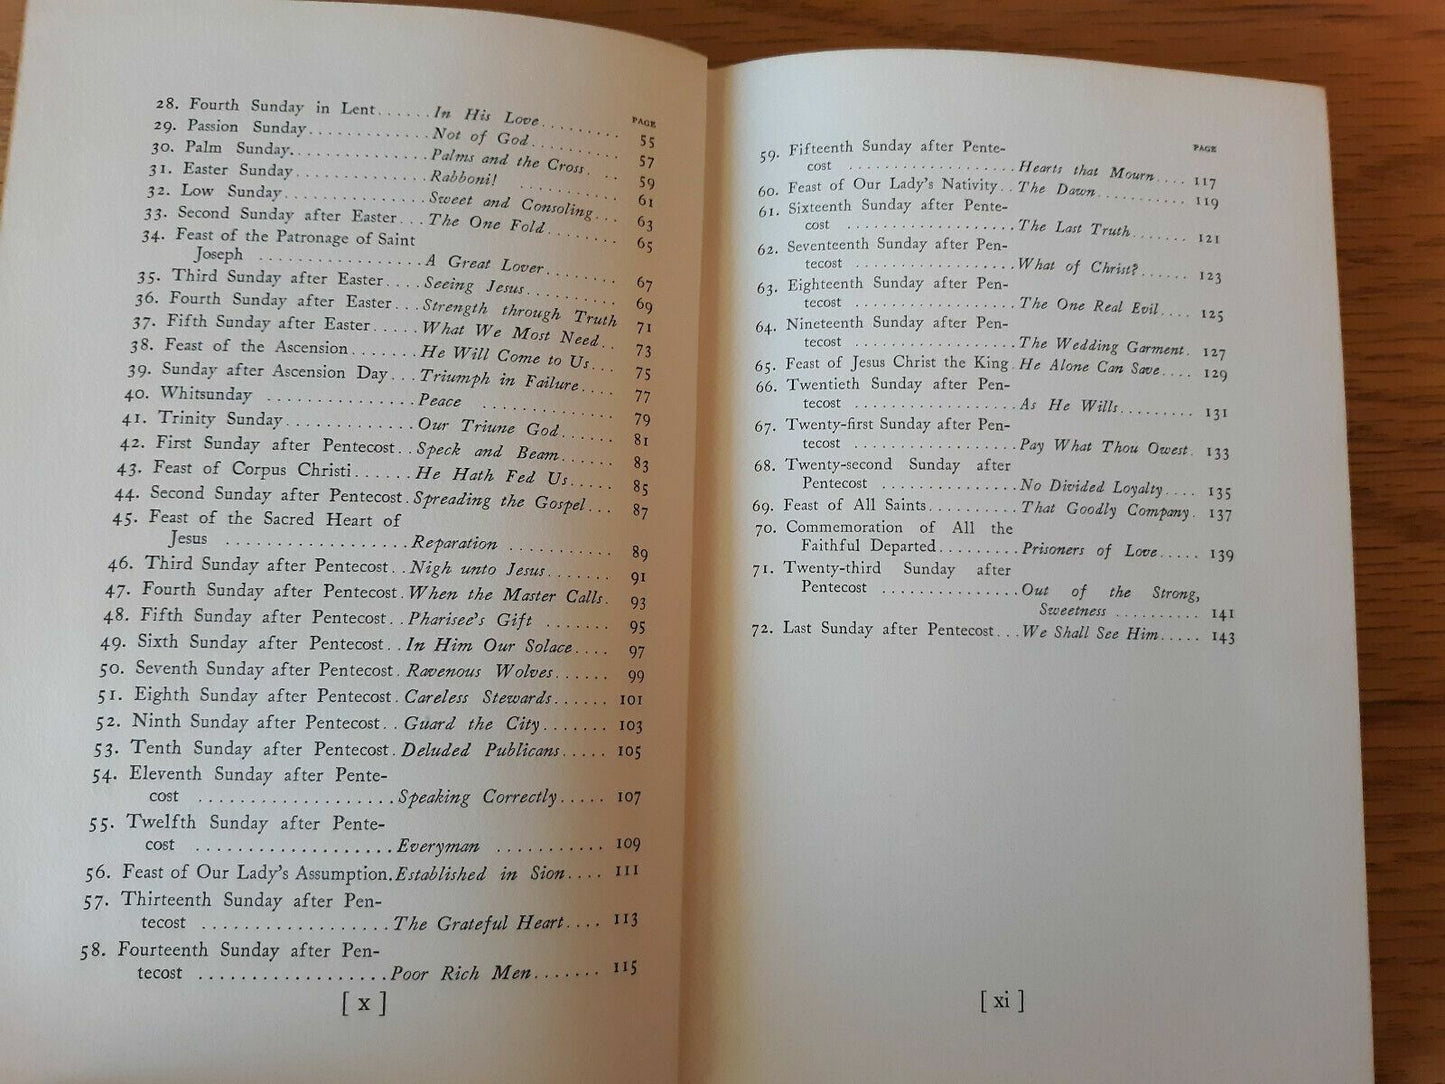 PAGE
28. Fourth Sunday in Lent......In His Love......... 55
29. Passion Sunday.............Not of God.......... 57
30. Palm Sunday...............Palms and the Cross... 59
31. Easter Sunday.............Rabboni! .......... 61
32. Low Sunday...............Sweet and Consoling... 63
33. Second Sunday after Easter...The One Fold........ 65
34. Feast of the Patronage of Saint
Joseph ................A Great Lover....... 67
35. Third Sunday after Easter....Seeing Jesus......... 69
36. Fourth Sunday after Easter....Strength through Truth 71
37. Fifth Sunday after Easter.....What We Most Need.. 73
38. Feast of the Ascension.......He Will Come to Us... 75
39. Sunday after Ascension Day...Triumph in Failure.... 77
40. Whitsunday ..............Peace ............. 79
41. Trinity Sunday.............Our Triune God...... 81
42. First Sunday after Pentecost..Speck and Beam...... 83
43. Feast of Corpus Christi......He Hath Fed Us..... 85
44. Second Sunday after Pentecost.Spreading the Gospel... 87
45. Feast of the Sacred Heart of
Jesus ..................Reparation .......... 89
46. Third Sunday after Pentecost..Nigh unto Jesus...... 91
47. Fourth Sunday after Pentecost.When the Master Calls. 93
48. Fifth Sunday after Pentecost..Pharisee's Gift ....... 95
49. Sixth Sunday after Pentecost..In Him Our Solace.... 97
50. Seventh Sunday after Pentecost.Ravenous Wolves...... 99
51. Eighth Sunday after Pentecost.Careless Stewards...... 101
52. Ninth Sunday after Pentecost..Guard the City....... 103
53. Tenth Sunday after Pentecost.Deluded Publicans..... 105
54. Eleventh Sunday after Pente-
cost ...................Speaking Correctly..... 107
55. Twelfth Sunday after Pente-
cost ...................Everyman ........... 109
56. Feast of Our Lady's Assumption.Established in Sion.... 111
57. Thirteenth Sunday after Pen-
tecost ..................The Grateful Heart.... 113
58. Fourteenth Sunday after Pen-
tecost ..................Poor Rich Men....... 115
[ x ]
PAGE
59. Fifteenth Sunday after Pente-
cost ..................Hearts that Mourn.... 117
60. Feast of Our Lady's Nativity..The Dawn........... 119
61. Sixteenth Sunday after Pente-
cost ..................The Last Truth....... 121
62. Seventeenth Sunday after Pen-
tecost .................What of Christ?...... 123
63. Eighteenth Sunday after Pen-
tecost .................The One Real Evil.... 125
64. Nineteenth Sunday after Pen-
tecost .................The Wedding Garment. 127
65. Feast of Jesus Christ the King.He Alone Can Save.... 129
66. Twentieth Sunday after Pen-
tecost .................As He Wills......... 131
67. Twenty-first Sunday after Pen-
tecost .................Pay What Thou Owest. 133
68. Twenty-second Sunday after
Pentecost ..............No Divided Loyalty.... 135
69. Feast of All Saints..........That Goodly Company. 137
70. Commemoration of All the
Faithful Departed.........Prisoners of Love..... 139
71. Twenty-third Sunday after
Pentecost ..............Out of the Strong,
Sweetness .......... 141
72. Last Sunday after Pentecost...We Shall See Him..... 143
[ xi ]